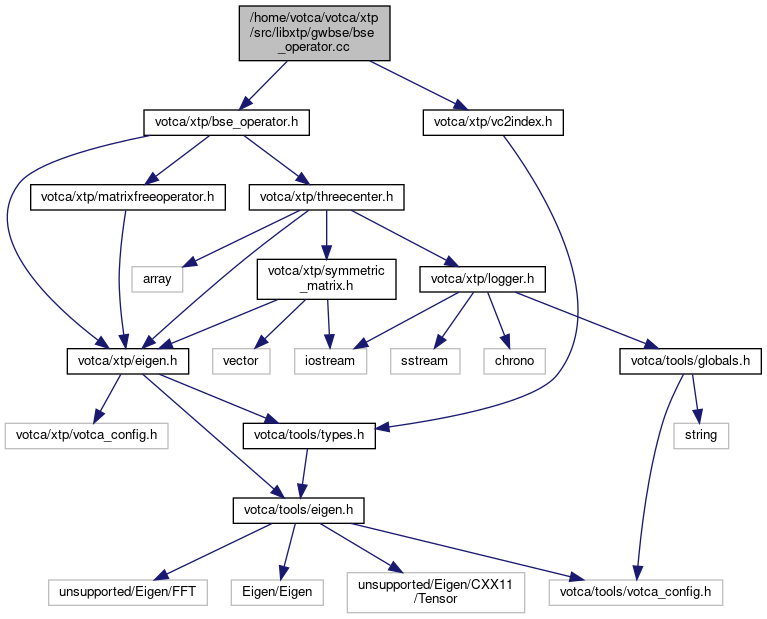 /home/votca/votca/xtp
/src/libxtp/gwbse/bse
_operator.cc
votca/xtp/bse_operator.h
votca/xtp/vc2index.h
votca/xtp/matrixfreeoperator.h
votca/xtp/threecenter.h
array
votca/xtp/symmetric
_matrix.h
votca/xtp/logger.h
votca/xtp/eigen.h
vector
iostream
sstream
chrono
votca/tools/globals.h
votca/xtp/votca_config.h
votca/tools/types.h
string
votca/tools/eigen.h
unsupported/Eigen/FFT
Eigen/Eigen
unsupported/Eigen/CXX11
/Tensor
votca/tools/votca_config.h